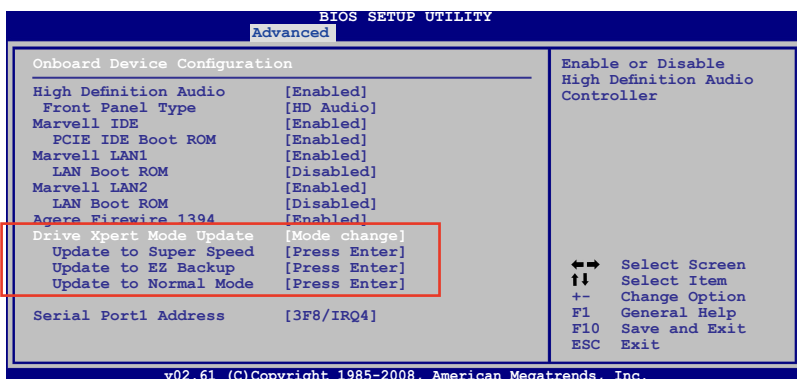 BIOS SETUP UTILITY
Advanced
Onboard Device Configuration
High Definition Audio [Enabled]
Front Panel Type [HD Audio]
Marvell IDE [Enabled]
PCIE IDE Boot ROM [Enabled]
Marvell LAN1 [Enabled]
LAN Boot ROM [Disabled]
Marvell LAN2 [Enabled]
LAN Boot ROM [Disabled]
Agere Firewire 1394 [Enabled]
Drive Xpert Mode Update [Mode change]
Update to Super Speed [Press Enter]
Update to EZ Backup [Press Enter]
Update to Normal Mode [Press Enter]
Serial Port1 Address [3F8/IRQ4]
Enable or Disable
High Definition Audio
Controller
←→ Select Screen
↑↓ Select Item
+- Change Option
F1 General Help
F10 Save and Exit
ESC Exit
v02.61 (C)Copyright 1985-2008, American Megatrends, Inc.